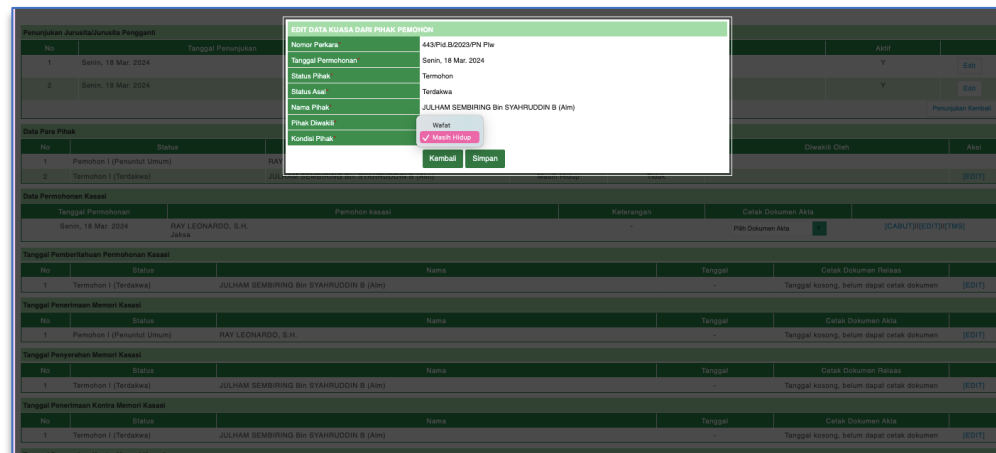 EDIT DATA KUASA DARI PIHAK PEMOHON
Nomor Perkara 443/Pid.B/2023/PN Plw
Tanggal Permohonan Senin, 18 Mar. 2024
Status Pihak Termohon
Status Asal Terdakwa
Nama Pihak JULHAM SEMBIRING Bin SYAHRUDDIN B (Alm)
Pihak Diwakili
Wafat
Kondisi Pihak ✓ Masih Hidup
Kembali Simpan
Penunjukan Jurusita/Jurusita Pengganti
No Tanggal Penunjukan Aktif
1 Senin, 18 Mar. 2024 Y Edit
2 Senin, 18 Mar. 2024 Y Edit
Penunjukan Kembali
Data Para Pihak
No Status Diwakili Oleh Aksi
1 Pemohon I (Penuntut Umum) RAY
2 Termohon I (Terdakwa) JULHAM SEMBIRING Bin SYAHRUDDIN B (Alm) Masih Hidup Tidak [EDIT]
Data Permohonan Kasasi
Tanggal Permohonan Pemohon kasasi Keterangan Cetak Dokumen Akta
Senin, 18 Mar. 2024 RAY LEONARDO, S.H. - Pilih Dokumen Akta [CABUT]|[EDIT]|[TMS]
Jaksa
Tanggal Pemberitahuan Permohonan Kasasi
No Status Nama Tanggal Cetak Dokumen Relaas
1 Termohon I (Terdakwa) JULHAM SEMBIRING Bin SYAHRUDDIN B (Alm) - Tanggal kosong, belum dapat cetak dokumen [EDIT]
Tanggal Penerimaan Memori Kasasi
No Status Nama Tanggal Cetak Dokumen Akta
1 Pemohon I (Penuntut Umum) RAY LEONARDO, S.H. - Tanggal kosong, belum dapat cetak dokumen [EDIT]
Tanggal Penyerahan Memori Kasasi
No Status Nama Tanggal Cetak Dokumen Relaas
1 Termohon I (Terdakwa) JULHAM SEMBIRING Bin SYAHRUDDIN B (Alm) - Tanggal kosong, belum dapat cetak dokumen [EDIT]
Tanggal Penerimaan Kontra Memori Kasasi
No Status Nama Tanggal Cetak Dokumen Akta
1 Termohon I (Terdakwa) JULHAM SEMBIRING Bin SYAHRUDDIN B (Alm) - Tanggal kosong, belum dapat cetak dokumen [EDIT]